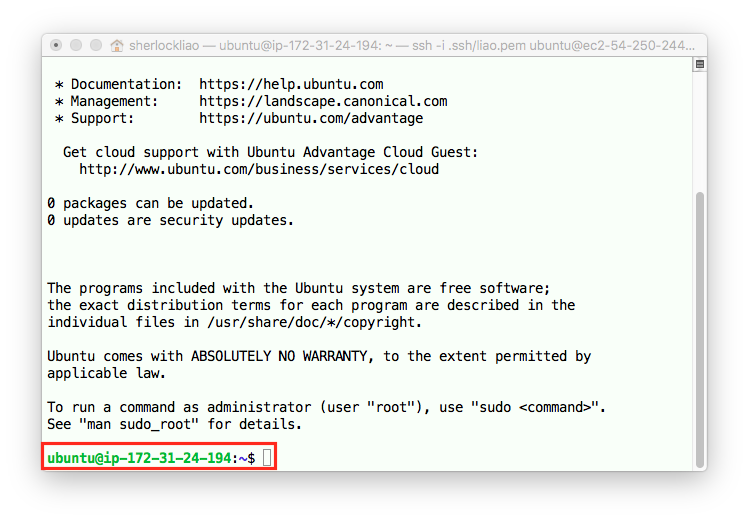 sherlockliao — ubuntu@ip-172-31-24-194: ~ — ssh -i .ssh/liao.pem ubuntu@ec2-54-250-244...
* Documentation:  https://help.ubuntu.com
* Management:     https://landscape.canonical.com
* Support:        https://ubuntu.com/advantage
Get cloud support with Ubuntu Advantage Cloud Guest:
http://www.ubuntu.com/business/services/cloud
0 packages can be updated.
0 updates are security updates.
The programs included with the Ubuntu system are free software;
the exact distribution terms for each program are described in the
individual files in /usr/share/doc/*/copyright.
Ubuntu comes with ABSOLUTELY NO WARRANTY, to the extent permitted by
applicable law.
To run a command as administrator (user "root"), use "sudo <command>".
See "man sudo_root" for details.
ubuntu@ip-172-31-24-194:~$